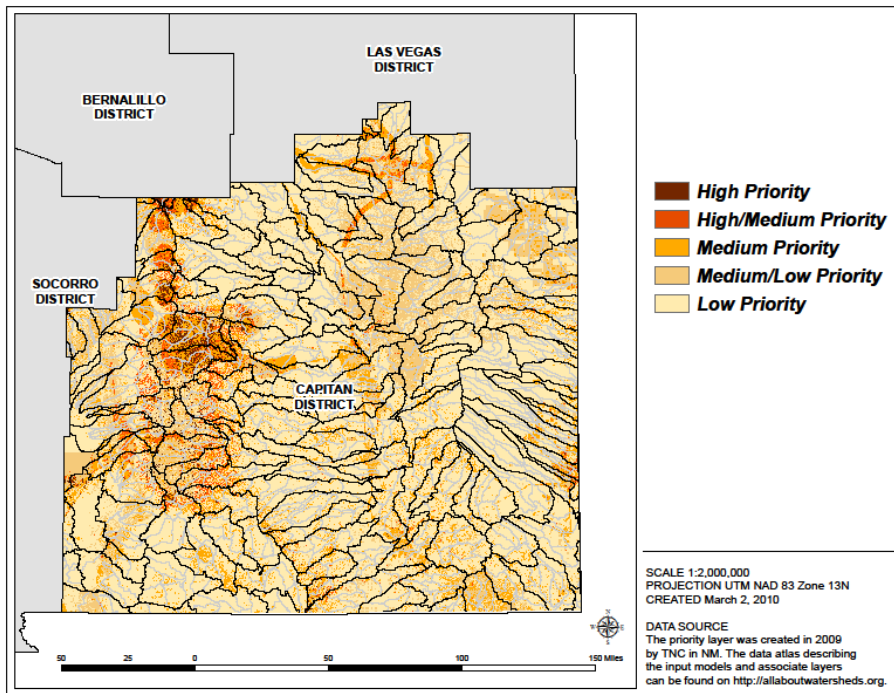 LAS VEGAS
DISTRICT
BERNALILLO
DISTRICT
SOCORRO
DISTRICT
CAPITAN
DISTRICT
High Priority
High/Medium Priority
Medium Priority
Medium/Low Priority
Low Priority
SCALE 1:2,000,000
PROJECTION UTM NAD 83 Zone 13N
CREATED March 2, 2010
DATA SOURCE
The priority layer was created in 2009
by TNC in NM. The data atlas describing
the input models and associate layers
can be found on http://allaboutwatersheds.org.
N
W E
S
50 25 0 50 100 150 Miles